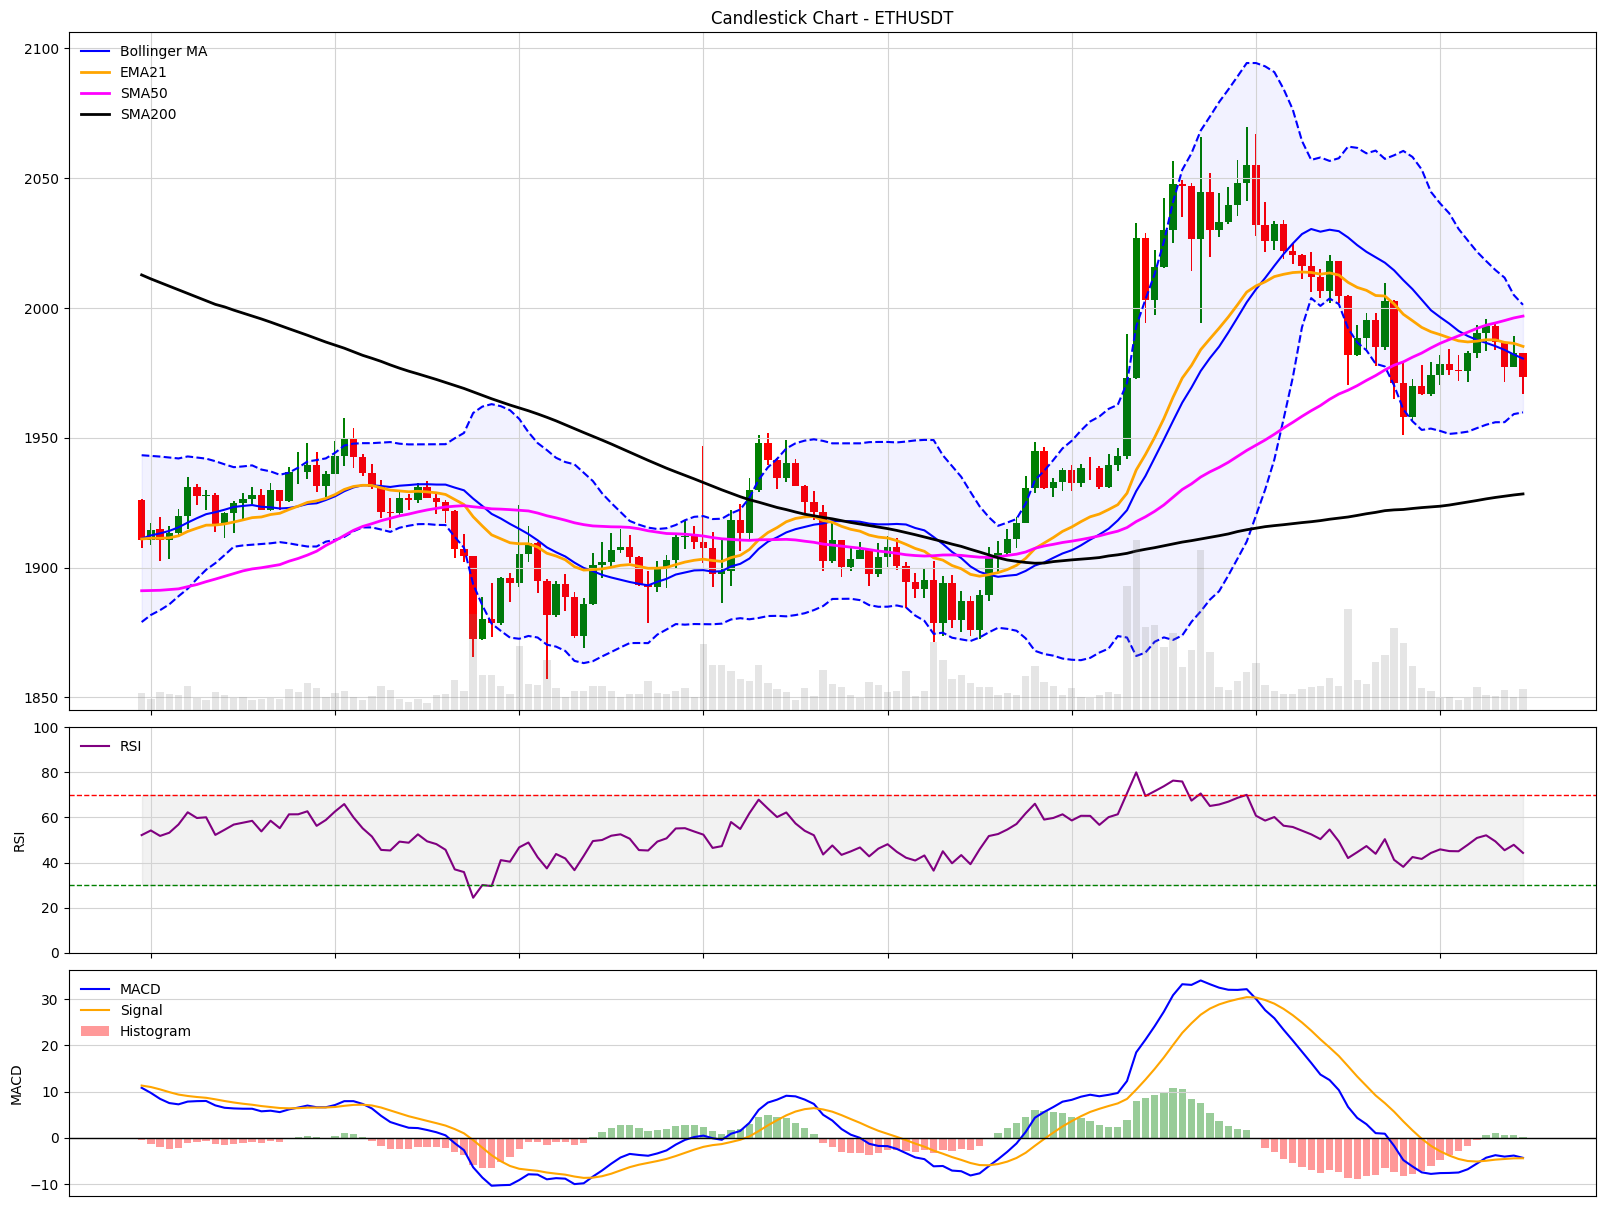 Candlestick Chart - ETHUSDT
Bollinger MA
EMA21
SMA50
SMA200
2100
2050
2000
1950
1900
1850
RSI
RSI
100
80
60
40
20
0
MACD
Signal
Histogram
MACD
30
20
10
0
−10